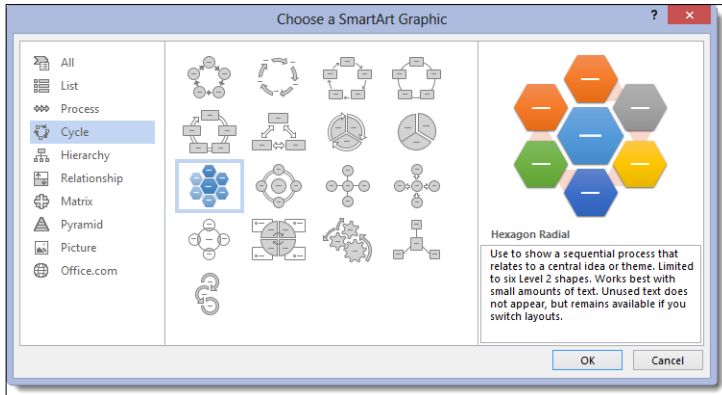 Choose a SmartArt Graphic
?
All
List
Process
Cycle
Hierarchy
Relationship
Matrix
Pyramid
Picture
Office.com
Hexagon Radial
Use to show a sequential process that
relates to a central idea or theme. Limited
to six Level 2 shapes. Works best with
small amounts of text. Unused text does
not appear, but remains available if you
switch layouts.
OK
Cancel